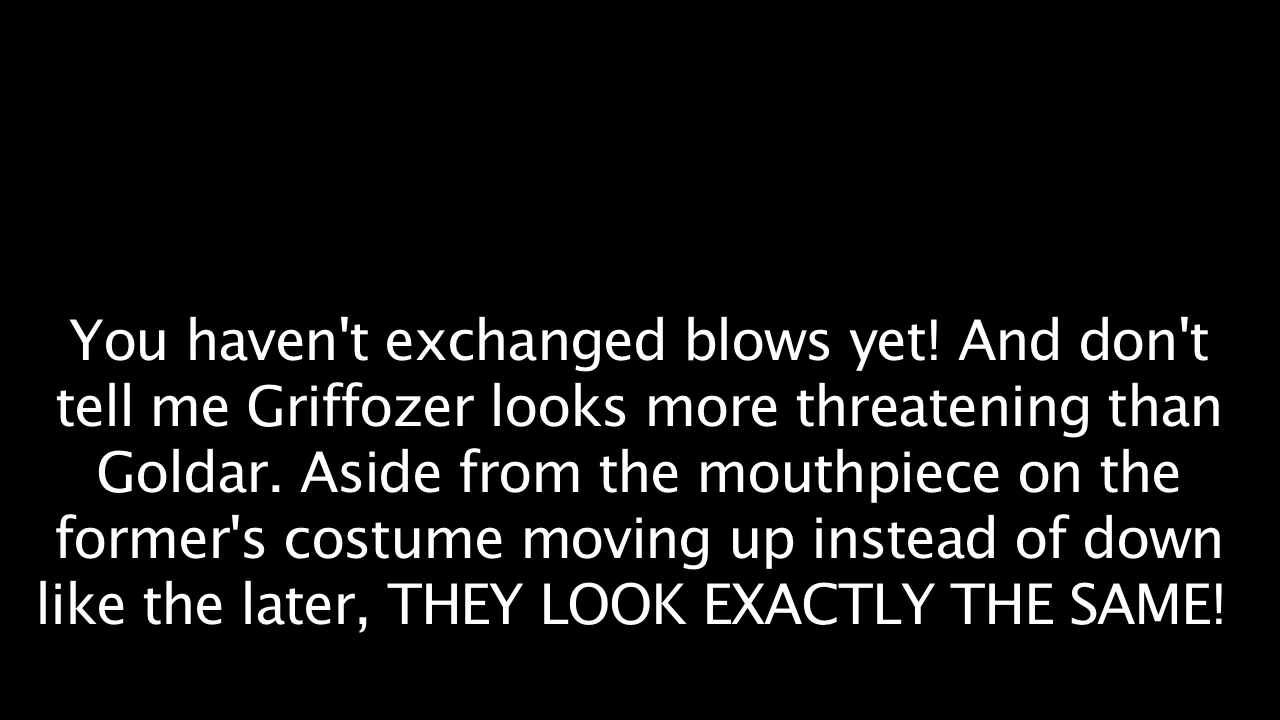 You haven't exchanged blows yet! And don't
tell me Griffozer looks more threatening than
Goldar. Aside from the mouthpiece on the
former's costume moving up instead of down
like the later, THEY LOOK EXACTLY THE SAME!